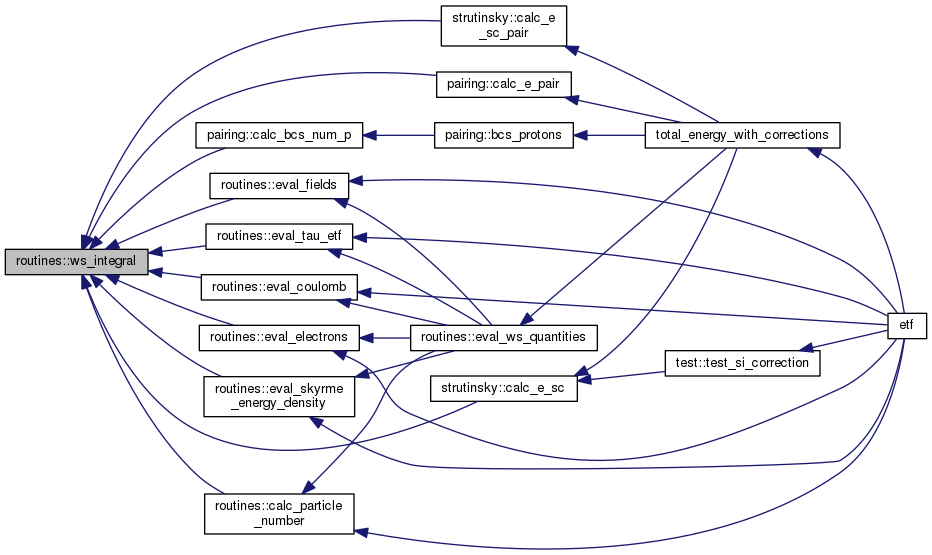 strutinsky::calc_e
_sc_pair
pairing::calc_e_pair
pairing::calc_bcs_num_p
pairing::bcs_protons
total_energy_with_corrections
routines::eval_fields
routines::eval_tau_etf
routines::ws_integral
routines::eval_coulomb
routines::eval_electrons
routines::eval_ws_quantities
etf
test::test_si_correction
routines::eval_skyrme
_energy_density
strutinsky::calc_e_sc
routines::calc_particle
_number